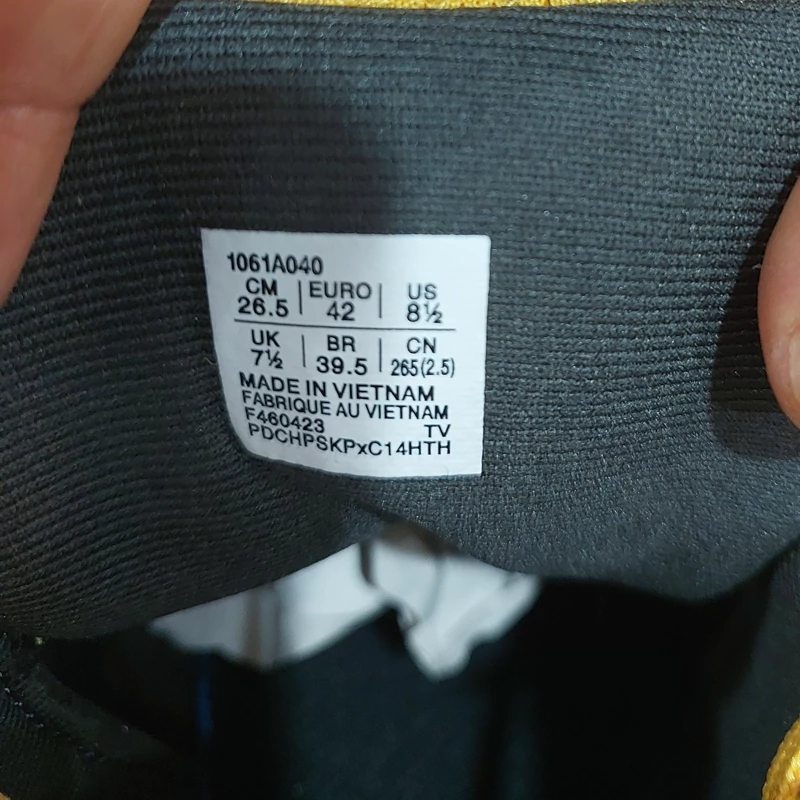 1061A040
CM | EURO | US
26.5 | 42 | 8½
UK | BR | CN
7½ | 39.5 | 265(2.5)
MADE IN VIETNAM
FABRIQUE AU VIETNAM
F460423 TV
PDCHPSKPxC14HTH